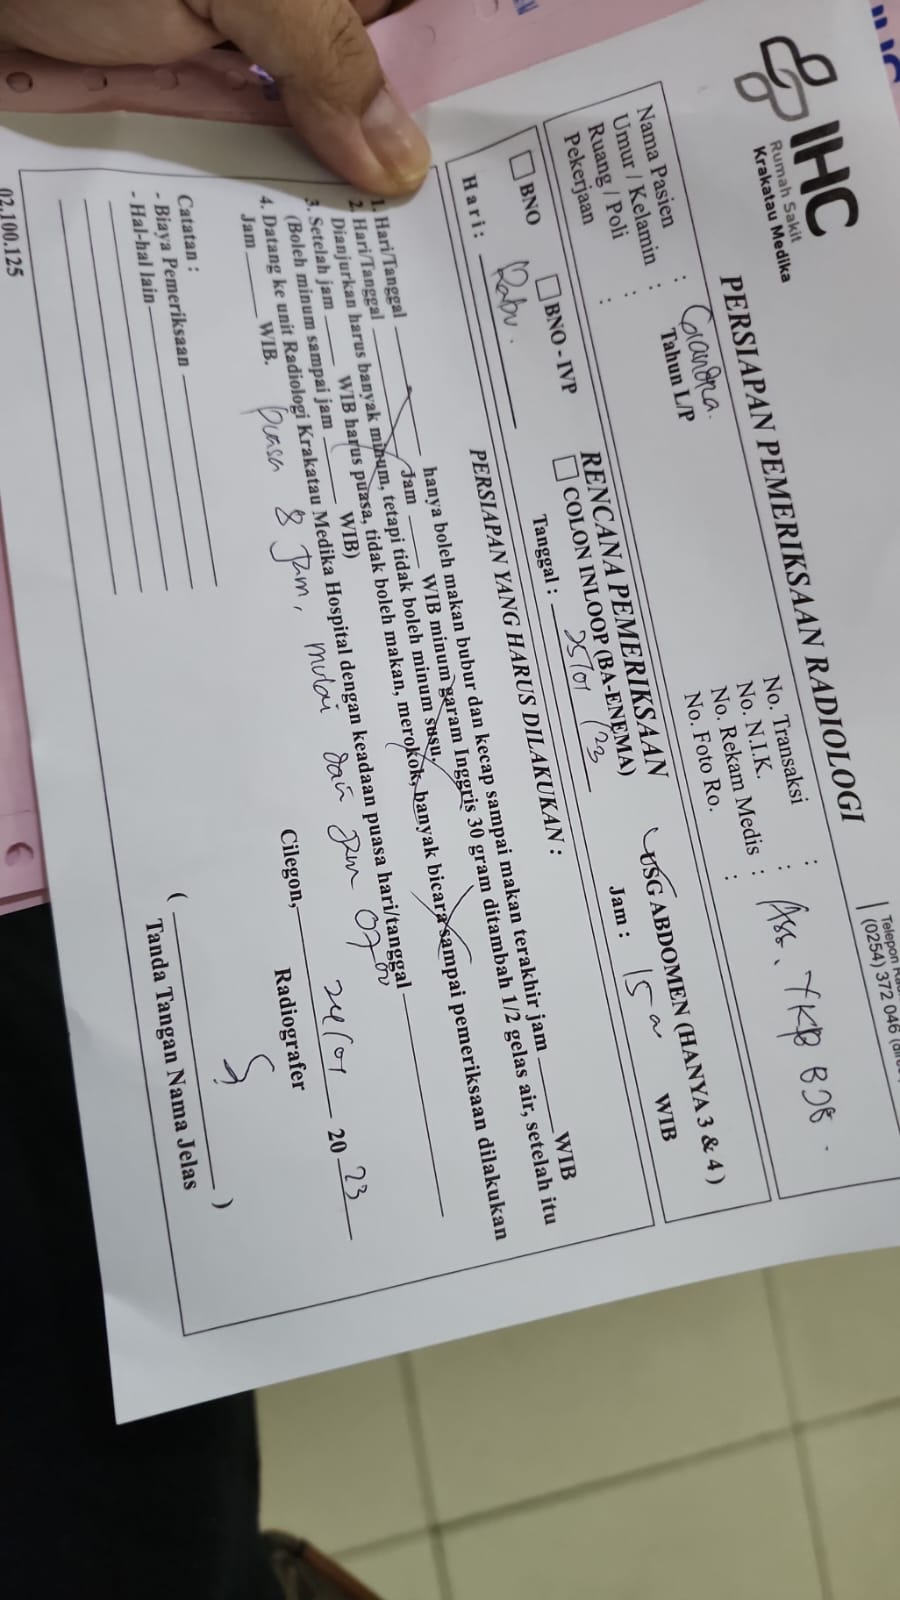 IHC
Rumah Sakit
Krakatau Medika
Telepon
(0254) 372 046
PERSIAPAN PEMERIKSAAN RADIOLOGI
Nama Pasien : Giandra.
Umur / Kelamin : Tahun L/P
Ruang / Poli :
Pekerjaan :
No. Transaksi :
No. N.I.K. : Ass. YKP BJB.
No. Rekam Medis :
No. Foto Ro. :
RENCANA PEMERIKSAAN
BNO BNO - IVP COLON INLOOP (BA-ENEMA) USG ABDOMEN (HANYA 3 & 4)
Hari : Rabu. Tanggal : 25/01/23 Jam : 15 WIB
PERSIAPAN YANG HARUS DILAKUKAN :
1. Hari/Tanggal hanya boleh makan bubur dan kecap sampai makan terakhir jam WIB
2. Hari/Tanggal Jam WIB minum garam Inggris 30 gram ditambah 1/2 gelas air, setelah itu
Dianjurkan harus banyak minum, tetapi tidak boleh minum susu.
3. Setelah jam WIB harus puasa, tidak boleh makan, merokok, banyak bicara sampai pemeriksaan dilakukan
(Boleh minum sampai jam WIB)
4. Datang ke unit Radiologi Krakatau Medika Hospital dengan keadaan puasa hari/tanggal
Jam WIB.
puasa 8 Jam, mulai dari jam 07.00
Catatan :
- Biaya Pemeriksaan
- Hal-hal lain
Cilegon, 24/01 20 23
Radiografer
( )
Tanda Tangan Nama Jelas
02.100.125